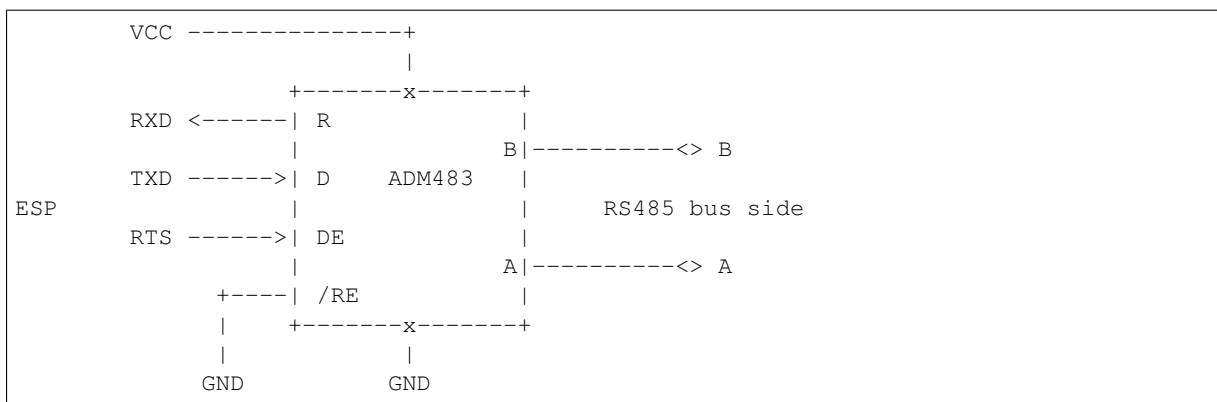 VCC ---------------+
|
+-------x-------+
RXD <------| R |
| B|----------<> B
TXD ------>| D ADM483 |
ESP | | RS485 bus side
RTS ------>| DE |
| A|----------<> A
+----| /RE |
| +-------x-------+
| |
GND GND